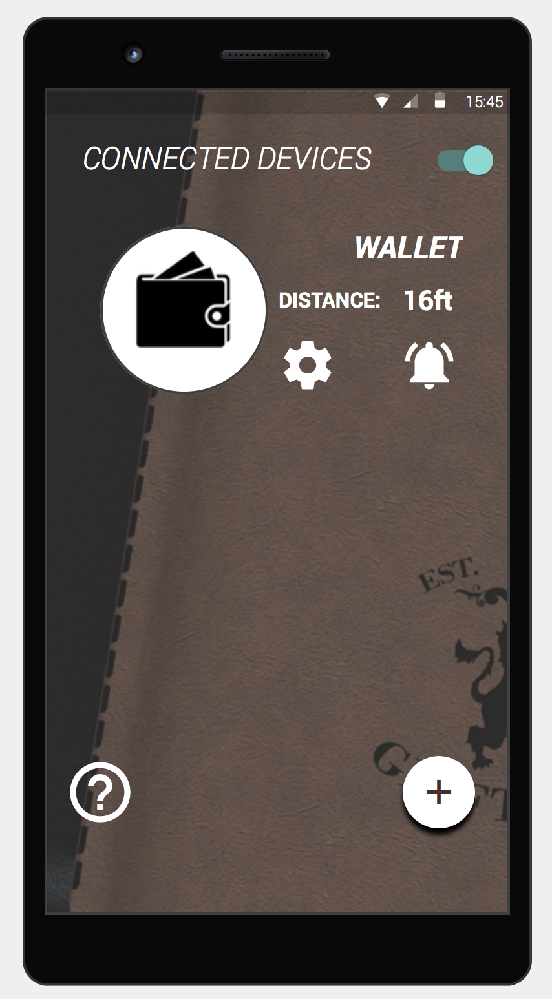 15:45
CONNECTED DEVICES
WALLET
DISTANCE: 16ft
EST.